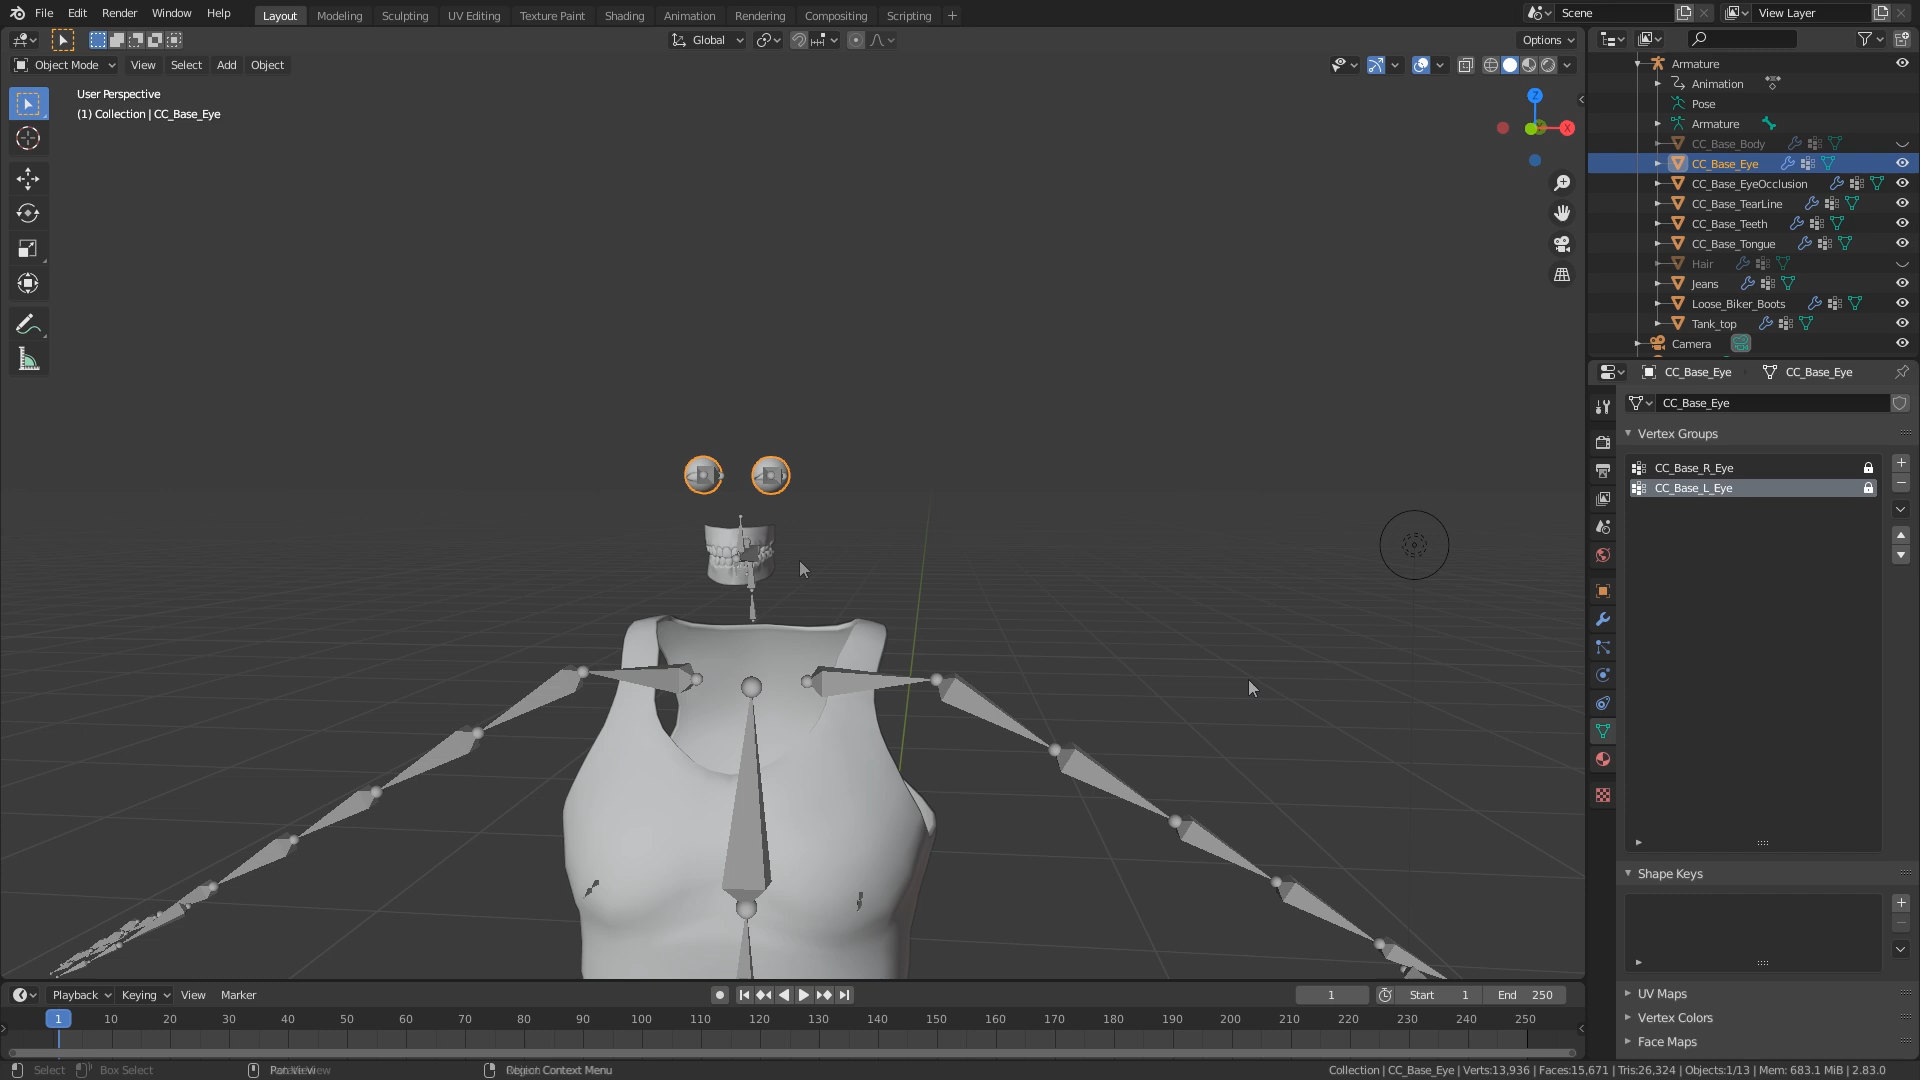 File Edit Render Window Help Layout Modeling Sculpting UV Editing Texture Paint Shading Animation Rendering Compositing Scripting Scene View Layer
Global Options
Object Mode View Select Add Object
User Perspective
(1) Collection | CC_Base_Eye
Z
X
Armature
Animation
Pose
Armature
CC_Base_Body
CC_Base_Eye
CC_Base_EyeOcclusion
CC_Base_TearLine
CC_Base_Teeth
CC_Base_Tongue
Hair
Jeans
Loose_Biker_Boots
Tank_top
Camera
CC_Base_Eye CC_Base_Eye
CC_Base_Eye
Vertex Groups
CC_Base_R_Eye
CC_Base_L_Eye
Shape Keys
UV Maps
Vertex Colors
Face Maps
Playback Keying View Marker 1 Start 1 End 250
1 10 20 30 40 50 60 70 80 90 100 110 120 130 140 150 160 170 180 190 200 210 220 230 240 250
Select Box Select Context Menu Collection | CC_Base_Eye | Verts:13,936 | Faces:15,671 | Tris:26,324 | Objects:1/13 | Mem: 683.1 MiB | 2.83.0